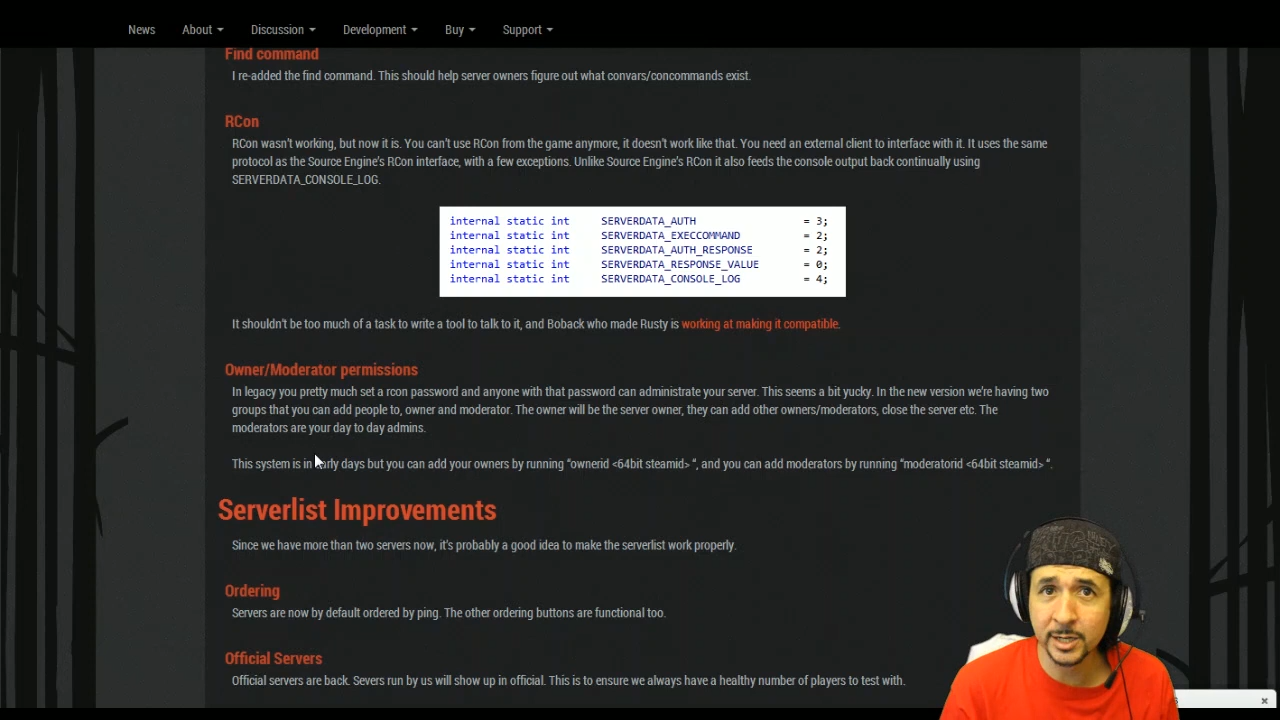 News About Discussion Development Buy Support
Find command
I re-added the find command. This should help server owners figure out what convars/concommands exist.
RCon
RCon wasn't working, but now it is. You can't use RCon from the game anymore, it doesn't work like that. You need an external client to interface with it. It uses the same
protocol as the Source Engine's RCon interface, with a few exceptions. Unlike Source Engine's RCon it also feeds the console output back continually using
SERVERDATA_CONSOLE_LOG.
internal static int SERVERDATA_AUTH = 3;
internal static int SERVERDATA_EXECCOMMAND = 2;
internal static int SERVERDATA_AUTH_RESPONSE = 2;
internal static int SERVERDATA_RESPONSE_VALUE = 0;
internal static int SERVERDATA_CONSOLE_LOG = 4;
It shouldn't be too much of a task to write a tool to talk to it, and Boback who made Rusty is working at making it compatible.
Owner/Moderator permissions
In legacy you pretty much set a rcon password and anyone with that password can administrate your server. This seems a bit yucky. In the new version we're having two
groups that you can add people to, owner and moderator. The owner will be the server owner, they can add other owners/moderators, close the server etc. The
moderators are your day to day admins.
This system is in early days but you can add your owners by running "ownerid <64bit steamid> ", and you can add moderators by running "moderatorid <64bit steamid> ".
Serverlist Improvements
Since we have more than two servers now, it's probably a good idea to make the serverlist work properly.
Ordering
Servers are now by default ordered by ping. The other ordering buttons are functional too.
Official Servers
Official servers are back. Severs run by us will show up in official. This is to ensure we always have a healthy number of players to test with.